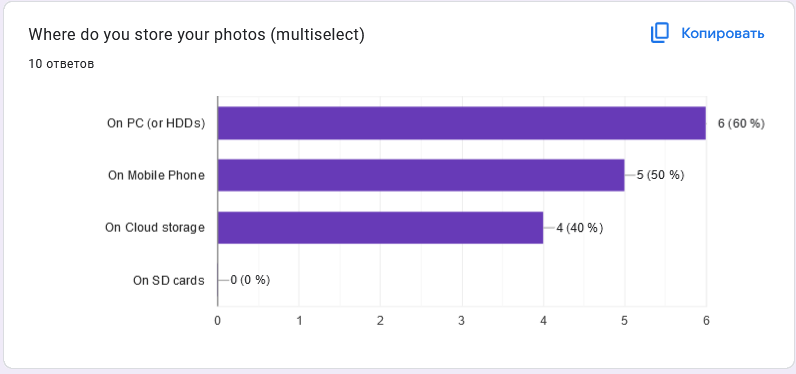 Where do you store your photos (multiselect)
Копировать
10 ответов
On PC (or HDDs)
6 (60 %)
On Mobile Phone
5 (50 %)
On Cloud storage
4 (40 %)
On SD cards
0 (0 %)
0 1 2 3 4 5 6